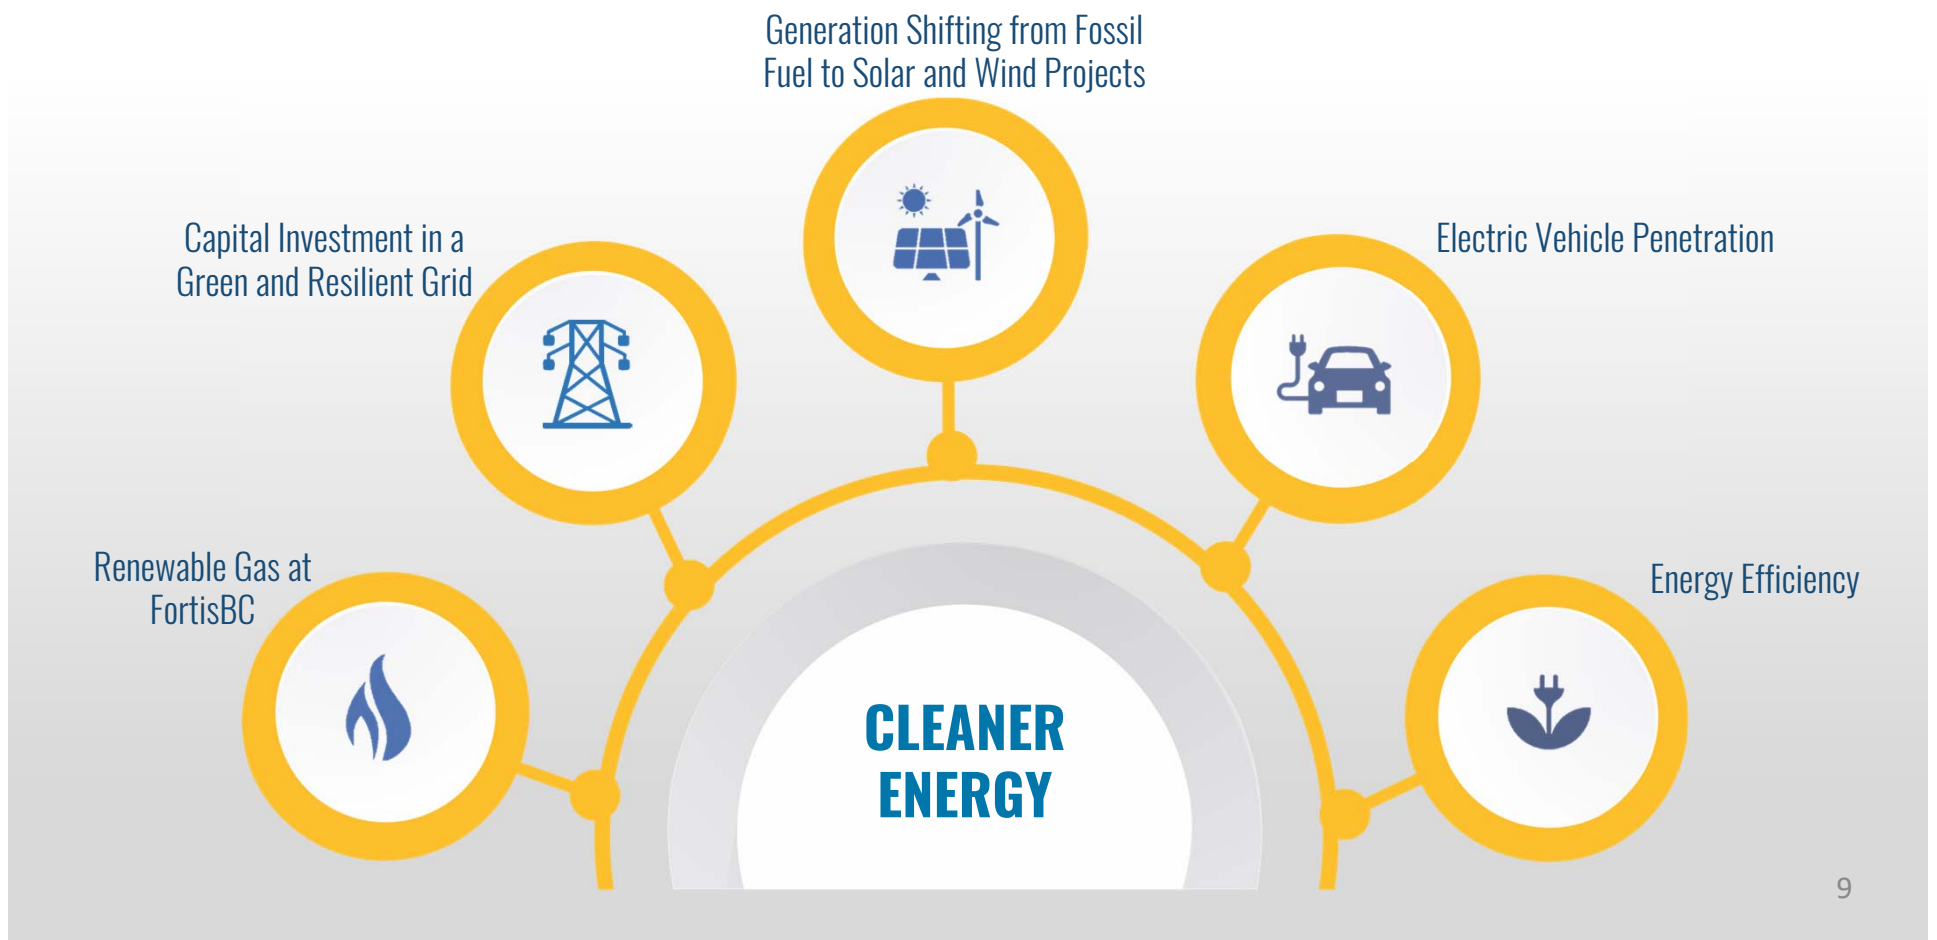 Generation Shifting from Fossil
Fuel to Solar and Wind Projects
Capital Investment in a
Green and Resilient Grid
Electric Vehicle Penetration
Renewable Gas at
FortisBC
Energy Efficiency
CLEANER
ENERGY
9